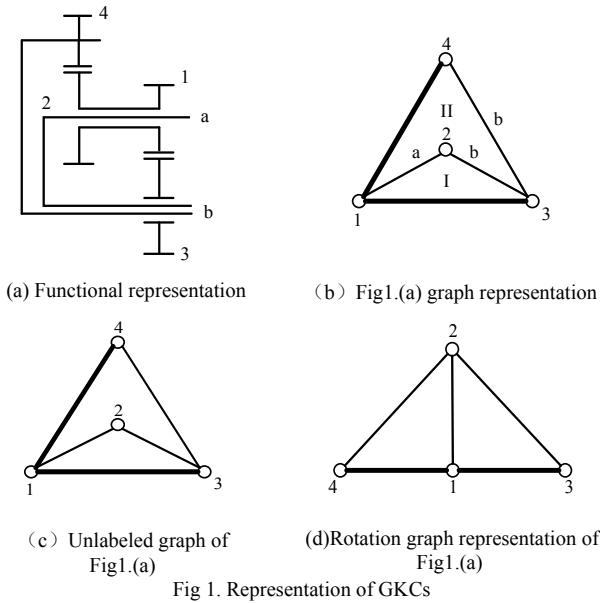 4
1
2
a
b
3
(a) Functional representation
4
II
b
2
a
b
I
1
3
（b）Fig1.(a) graph representation
4
2
1
3
（c）Unlabeled graph of
Fig1.(a)
2
4
1
3
(d)Rotation graph representation of
Fig1.(a)
Fig 1. Representation of GKCs